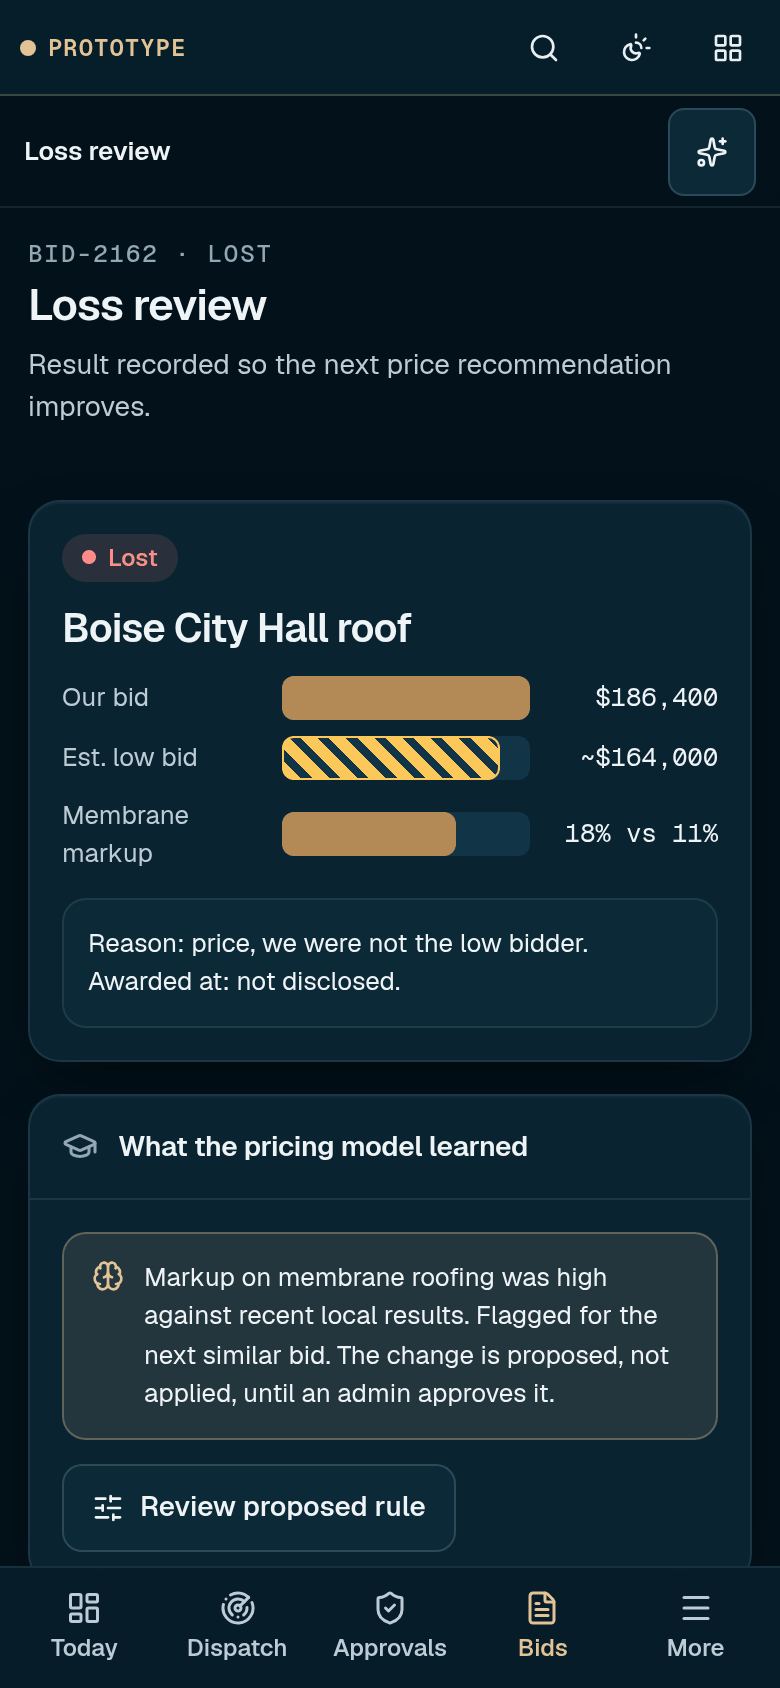 PROTOTYPE
Loss review
BID-2162 · LOST
Loss review
Result recorded so the next price recommendation
improves.
Lost
Boise City Hall roof
Our bid $186,400
Est. low bid ~$164,000
Membrane
markup 18% vs 11%
Reason: price, we were not the low bidder.
Awarded at: not disclosed.
What the pricing model learned
Markup on membrane roofing was high
against recent local results. Flagged for the
next similar bid. The change is proposed, not
applied, until an admin approves it.
Review proposed rule
Today Dispatch Approvals Bids More